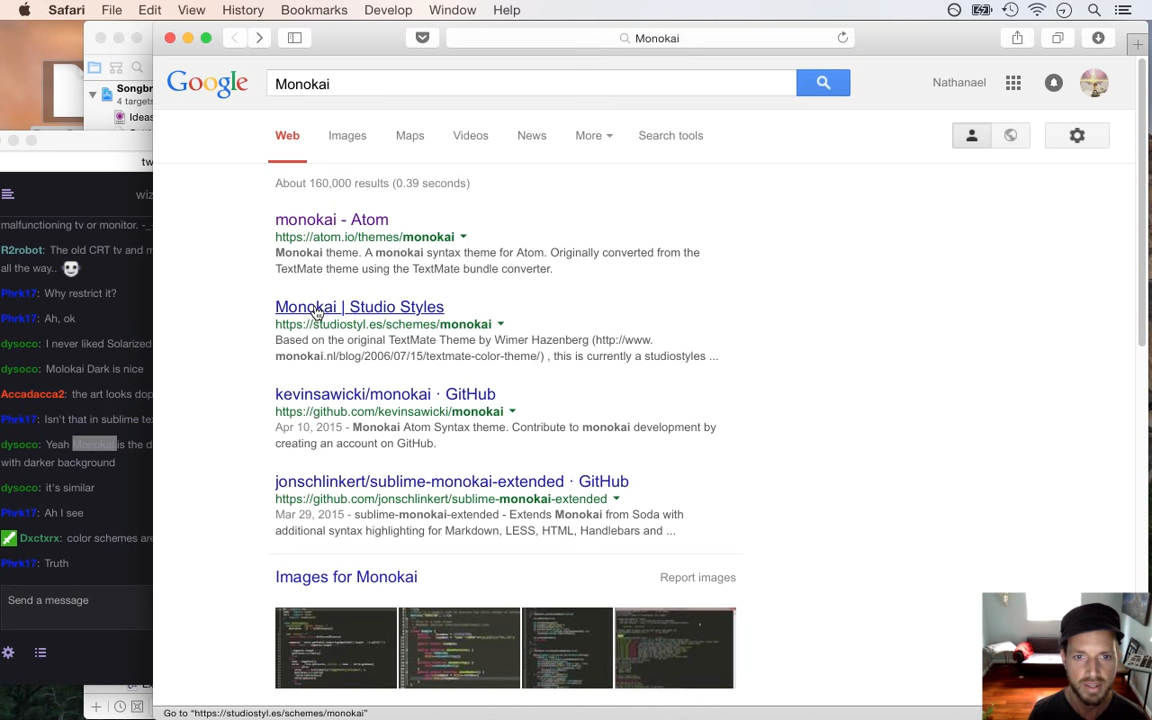 Safari File Edit View History Bookmarks Develop Window Help
Monokai
Songbr
4 targets
Ideas
tw
wiz
malfunctioning tv or monitor. -_
R2robot: The old CRT tv and m
all the way..
Phrk17: Why restrict it?
Phrk17: Ah, ok
dysoco: I never liked Solarized
dysoco: Molokai Dark is nice
Accadacca2: the art looks dop
Phrk17: Isn't that in sublime te
dysoco: Yeah Monokai is the d
with darker background
dysoco: it's similar
Phrk17: Ah I see
Dxctxrx: color schemes are
Phrk17: Truth
Send a message
Google
Monokai
Nathanael
Web Images Maps Videos News More Search tools
About 160,000 results (0.39 seconds)
monokai - Atom
https://atom.io/themes/monokai
Monokai theme. A monokai syntax theme for Atom. Originally converted from the
TextMate theme using the TextMate bundle converter.
Monokai | Studio Styles
https://studiostyl.es/schemes/monokai
Based on the original TextMate Theme by Wimer Hazenberg (http://www.
monokai.nl/blog/2006/07/15/textmate-color-theme/) , this is currently a studiostyles ...
kevinsawicki/monokai · GitHub
https://github.com/kevinsawicki/monokai
Apr 10, 2015 - Monokai Atom Syntax theme. Contribute to monokai development by
creating an account on GitHub.
jonschlinkert/sublime-monokai-extended · GitHub
https://github.com/jonschlinkert/sublime-monokai-extended
Mar 29, 2015 - sublime-monokai-extended - Extends Monokai from Soda with
additional syntax highlighting for Markdown, LESS, HTML, Handlebars and ...
Images for Monokai
Report images
Go to "https://studiostyl.es/schemes/monokai"